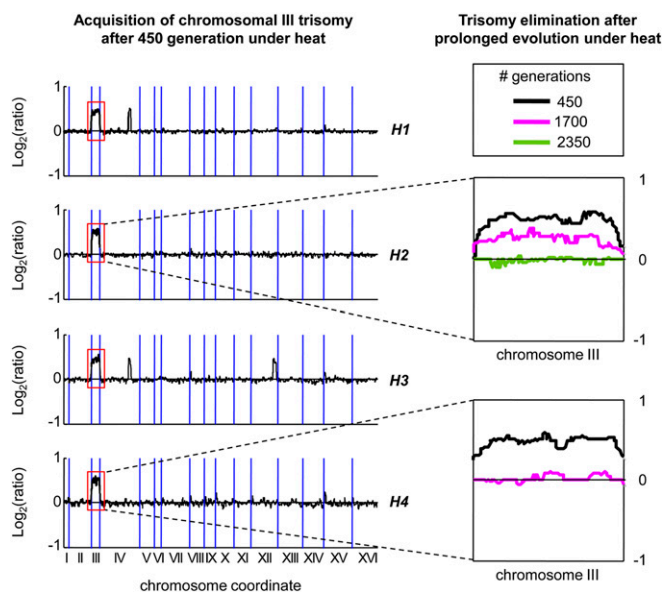 Acquisition of chromosomal III trisomy
after 450 generation under heat
Trisomy elimination after
prolonged evolution under heat
# generations
450
1700
2350
Log2(ratio)
1
0
-1
H1
Log2(ratio)
1
0
-1
H2
1
0
-1
chromosome III
Log2(ratio)
1
0
-1
H3
Log2(ratio)
1
0
-1
H4
I II III IV V VI VII VIII IX X XI XII XIII XIV XV XVI
chromosome coordinate
1
0
-1
chromosome III